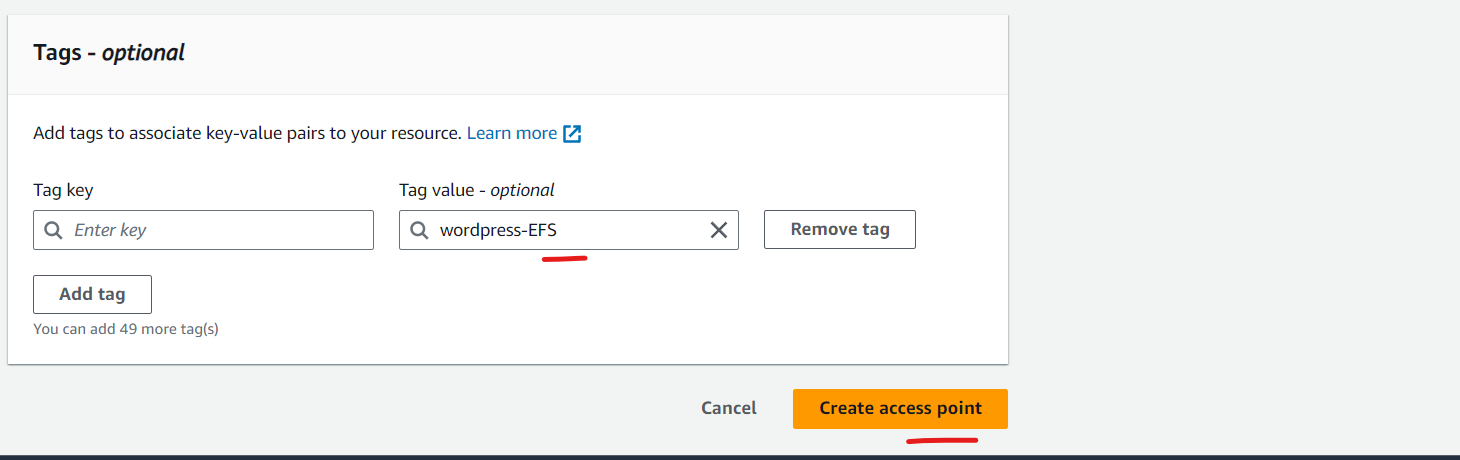 Tags - optional
Add tags to associate key-value pairs to your resource. Learn more
Tag key
Tag value - optional
Enter key
wordpress-EFS
Remove tag
Add tag
You can add 49 more tag(s)
Cancel
Create access point